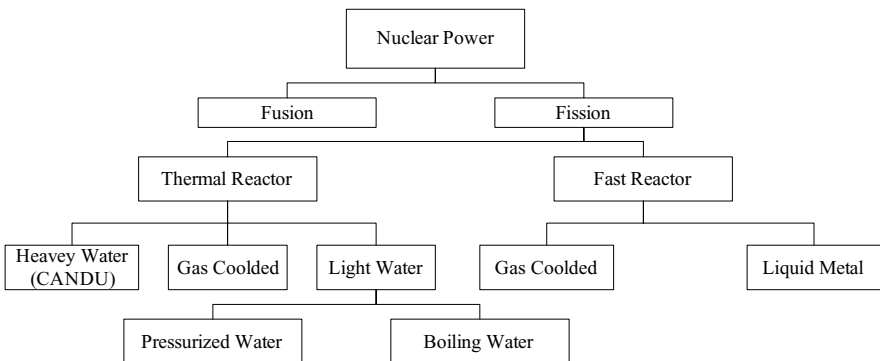 Nuclear Power
Fusion
Fission
Thermal Reactor
Fast Reactor
Heavey Water
(CANDU)
Gas Coolded
Light Water
Gas Coolded
Liquid Metal
Pressurized Water
Boiling Water